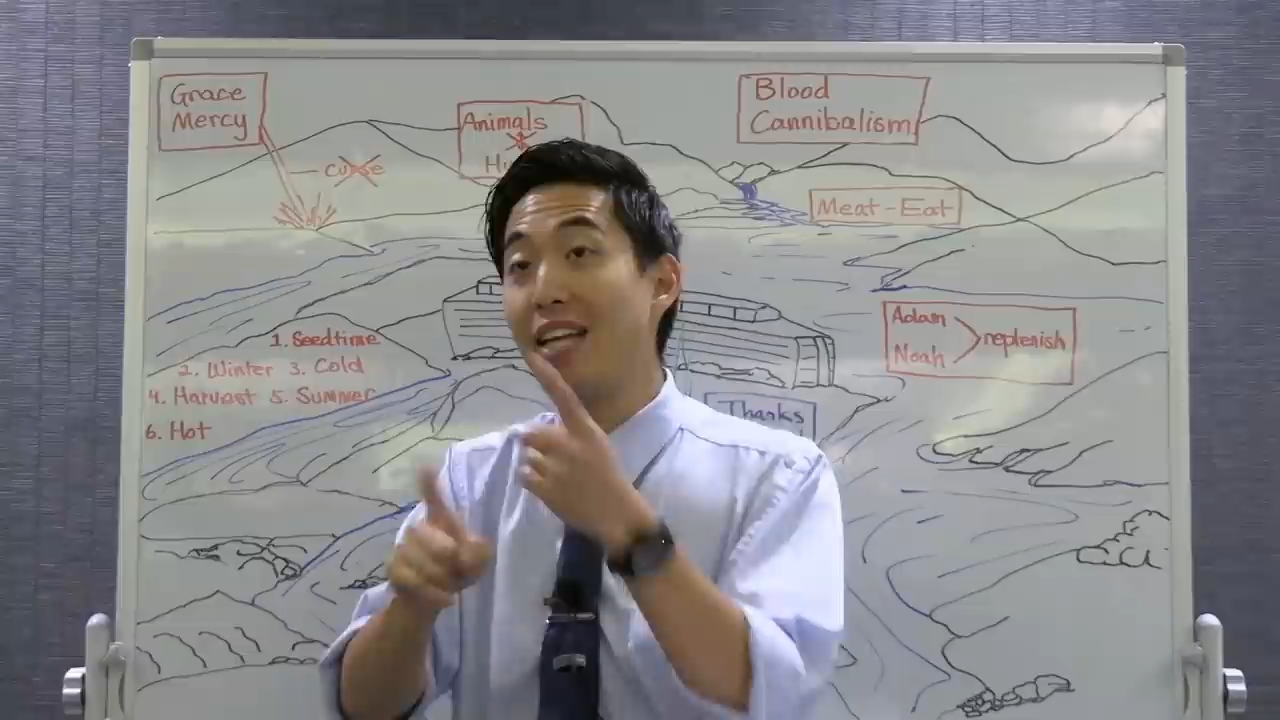 Grace
Mercy
curse
Animals
Blood
Cannibalism
Meat-Eat
Adam
Noah
replenish
1. Seedtime
2. Winter 3. Cold
4. Harvest 5. Summer
6. Hot
Thanks